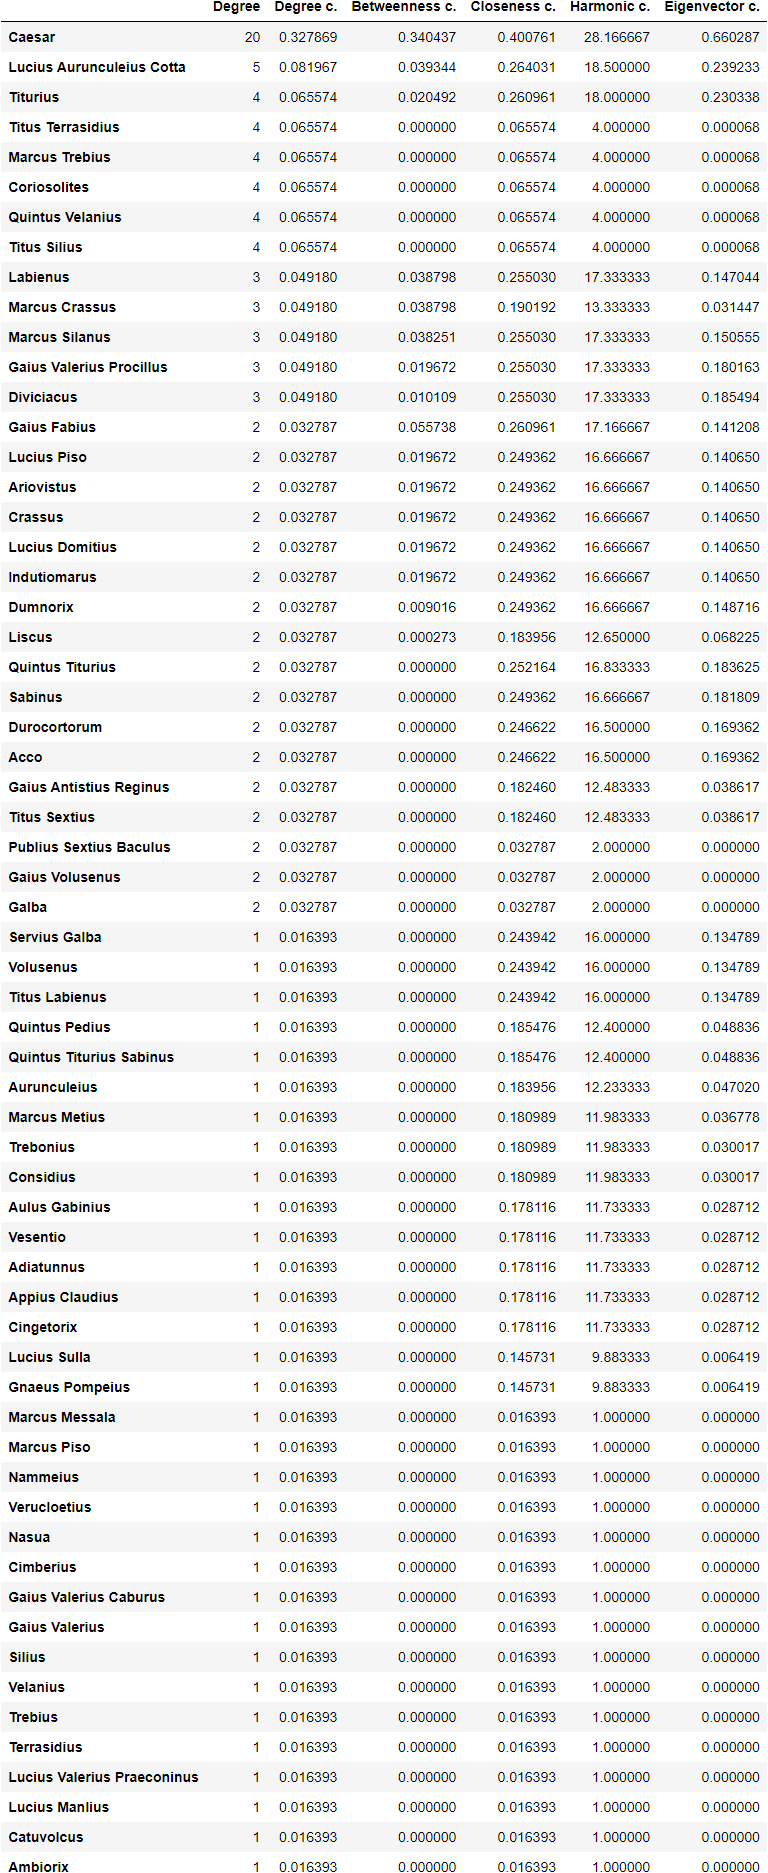 Degree Degree c. Betweenness c. Closeness c. Harmonic c. Eigenvector c.
Caesar 20 0.327869 0.340437 0.400761 28.166667 0.660287
Lucius Aurunculeius Cotta 5 0.081967 0.039344 0.264031 18.500000 0.239233
Titurius 4 0.065574 0.020492 0.260961 18.000000 0.230338
Titus Terrasidius 4 0.065574 0.000000 0.065574 4.000000 0.000068
Marcus Trebius 4 0.065574 0.000000 0.065574 4.000000 0.000068
Coriosolites 4 0.065574 0.000000 0.065574 4.000000 0.000068
Quintus Velanius 4 0.065574 0.000000 0.065574 4.000000 0.000068
Titus Silius 4 0.065574 0.000000 0.065574 4.000000 0.000068
Labienus 3 0.049180 0.038798 0.255030 17.333333 0.147044
Marcus Crassus 3 0.049180 0.038798 0.190192 13.333333 0.031447
Marcus Silanus 3 0.049180 0.038251 0.255030 17.333333 0.150555
Gaius Valerius Procillus 3 0.049180 0.019672 0.255030 17.333333 0.180163
Diviciacus 3 0.049180 0.010109 0.255030 17.333333 0.185494
Gaius Fabius 2 0.032787 0.055738 0.260961 17.166667 0.141208
Lucius Piso 2 0.032787 0.019672 0.249362 16.666667 0.140650
Ariovistus 2 0.032787 0.019672 0.249362 16.666667 0.140650
Crassus 2 0.032787 0.019672 0.249362 16.666667 0.140650
Lucius Domitius 2 0.032787 0.019672 0.249362 16.666667 0.140650
Indutiomarus 2 0.032787 0.019672 0.249362 16.666667 0.140650
Dumnorix 2 0.032787 0.009016 0.249362 16.666667 0.148716
Liscus 2 0.032787 0.000273 0.183956 12.650000 0.068225
Quintus Titurius 2 0.032787 0.000000 0.252164 16.833333 0.183625
Sabinus 2 0.032787 0.000000 0.249362 16.666667 0.181809
Durocortorum 2 0.032787 0.000000 0.246622 16.500000 0.169362
Acco 2 0.032787 0.000000 0.246622 16.500000 0.169362
Gaius Antistius Reginus 2 0.032787 0.000000 0.182460 12.483333 0.038617
Titus Sextius 2 0.032787 0.000000 0.182460 12.483333 0.038617
Publius Sextius Baculus 2 0.032787 0.000000 0.032787 2.000000 0.000000
Gaius Volusenus 2 0.032787 0.000000 0.032787 2.000000 0.000000
Galba 2 0.032787 0.000000 0.032787 2.000000 0.000000
Servius Galba 1 0.016393 0.000000 0.243942 16.000000 0.134789
Volusenus 1 0.016393 0.000000 0.243942 16.000000 0.134789
Titus Labienus 1 0.016393 0.000000 0.243942 16.000000 0.134789
Quintus Pedius 1 0.016393 0.000000 0.185476 12.400000 0.048836
Quintus Titurius Sabinus 1 0.016393 0.000000 0.185476 12.400000 0.048836
Aurunculeius 1 0.016393 0.000000 0.183956 12.233333 0.047020
Marcus Metius 1 0.016393 0.000000 0.180989 11.983333 0.036778
Trebonius 1 0.016393 0.000000 0.180989 11.983333 0.030017
Considius 1 0.016393 0.000000 0.180989 11.983333 0.030017
Aulus Gabinius 1 0.016393 0.000000 0.178116 11.733333 0.028712
Vesentio 1 0.016393 0.000000 0.178116 11.733333 0.028712
Adiatunnus 1 0.016393 0.000000 0.178116 11.733333 0.028712
Appius Claudius 1 0.016393 0.000000 0.178116 11.733333 0.028712
Cingetorix 1 0.016393 0.000000 0.178116 11.733333 0.028712
Lucius Sulla 1 0.016393 0.000000 0.145731 9.883333 0.006419
Gnaeus Pompeius 1 0.016393 0.000000 0.145731 9.883333 0.006419
Marcus Messala 1 0.016393 0.000000 0.016393 1.000000 0.000000
Marcus Piso 1 0.016393 0.000000 0.016393 1.000000 0.000000
Nammeius 1 0.016393 0.000000 0.016393 1.000000 0.000000
Verucloetius 1 0.016393 0.000000 0.016393 1.000000 0.000000
Nasua 1 0.016393 0.000000 0.016393 1.000000 0.000000
Cimberius 1 0.016393 0.000000 0.016393 1.000000 0.000000
Gaius Valerius Caburus 1 0.016393 0.000000 0.016393 1.000000 0.000000
Gaius Valerius 1 0.016393 0.000000 0.016393 1.000000 0.000000
Silius 1 0.016393 0.000000 0.016393 1.000000 0.000000
Velanius 1 0.016393 0.000000 0.016393 1.000000 0.000000
Trebius 1 0.016393 0.000000 0.016393 1.000000 0.000000
Terrasidius 1 0.016393 0.000000 0.016393 1.000000 0.000000
Lucius Valerius Praeconinus 1 0.016393 0.000000 0.016393 1.000000 0.000000
Lucius Manlius 1 0.016393 0.000000 0.016393 1.000000 0.000000
Catuvolcus 1 0.016393 0.000000 0.016393 1.000000 0.000000
Ambiorix 1 0.016393 0.000000 0.016393 1.000000 0.000000